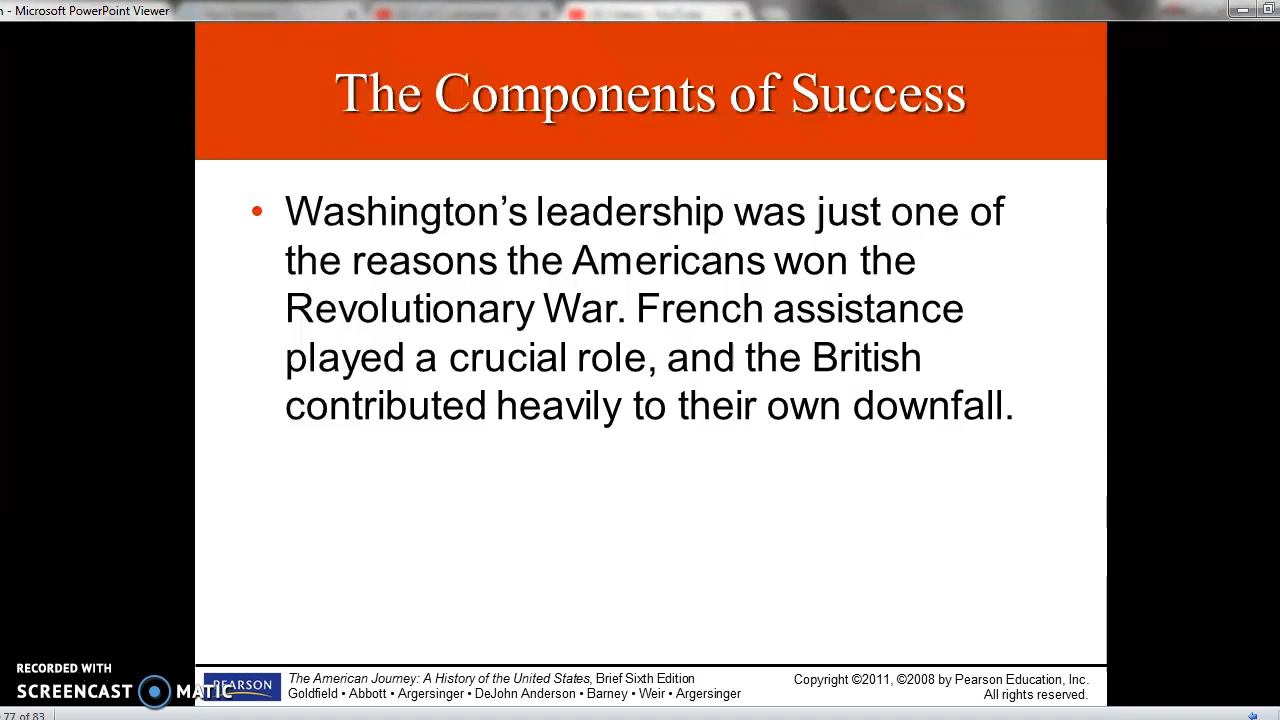 n - Microsoft PowerPoint Viewer
The Components of Success
• Washington’s leadership was just one of
the reasons the Americans won the
Revolutionary War. French assistance
played a crucial role, and the British
contributed heavily to their own downfall.
RECORDED WITH
SCREENCAST MATIC
PEARSON
The American Journey: A History of the United States, Brief Sixth Edition
Goldfield • Abbott • Argersinger • DeJohn Anderson • Barney • Weir • Argersinger
Copyright ©2011, ©2008 by Pearson Education, Inc.
All rights reserved.
77 of 83